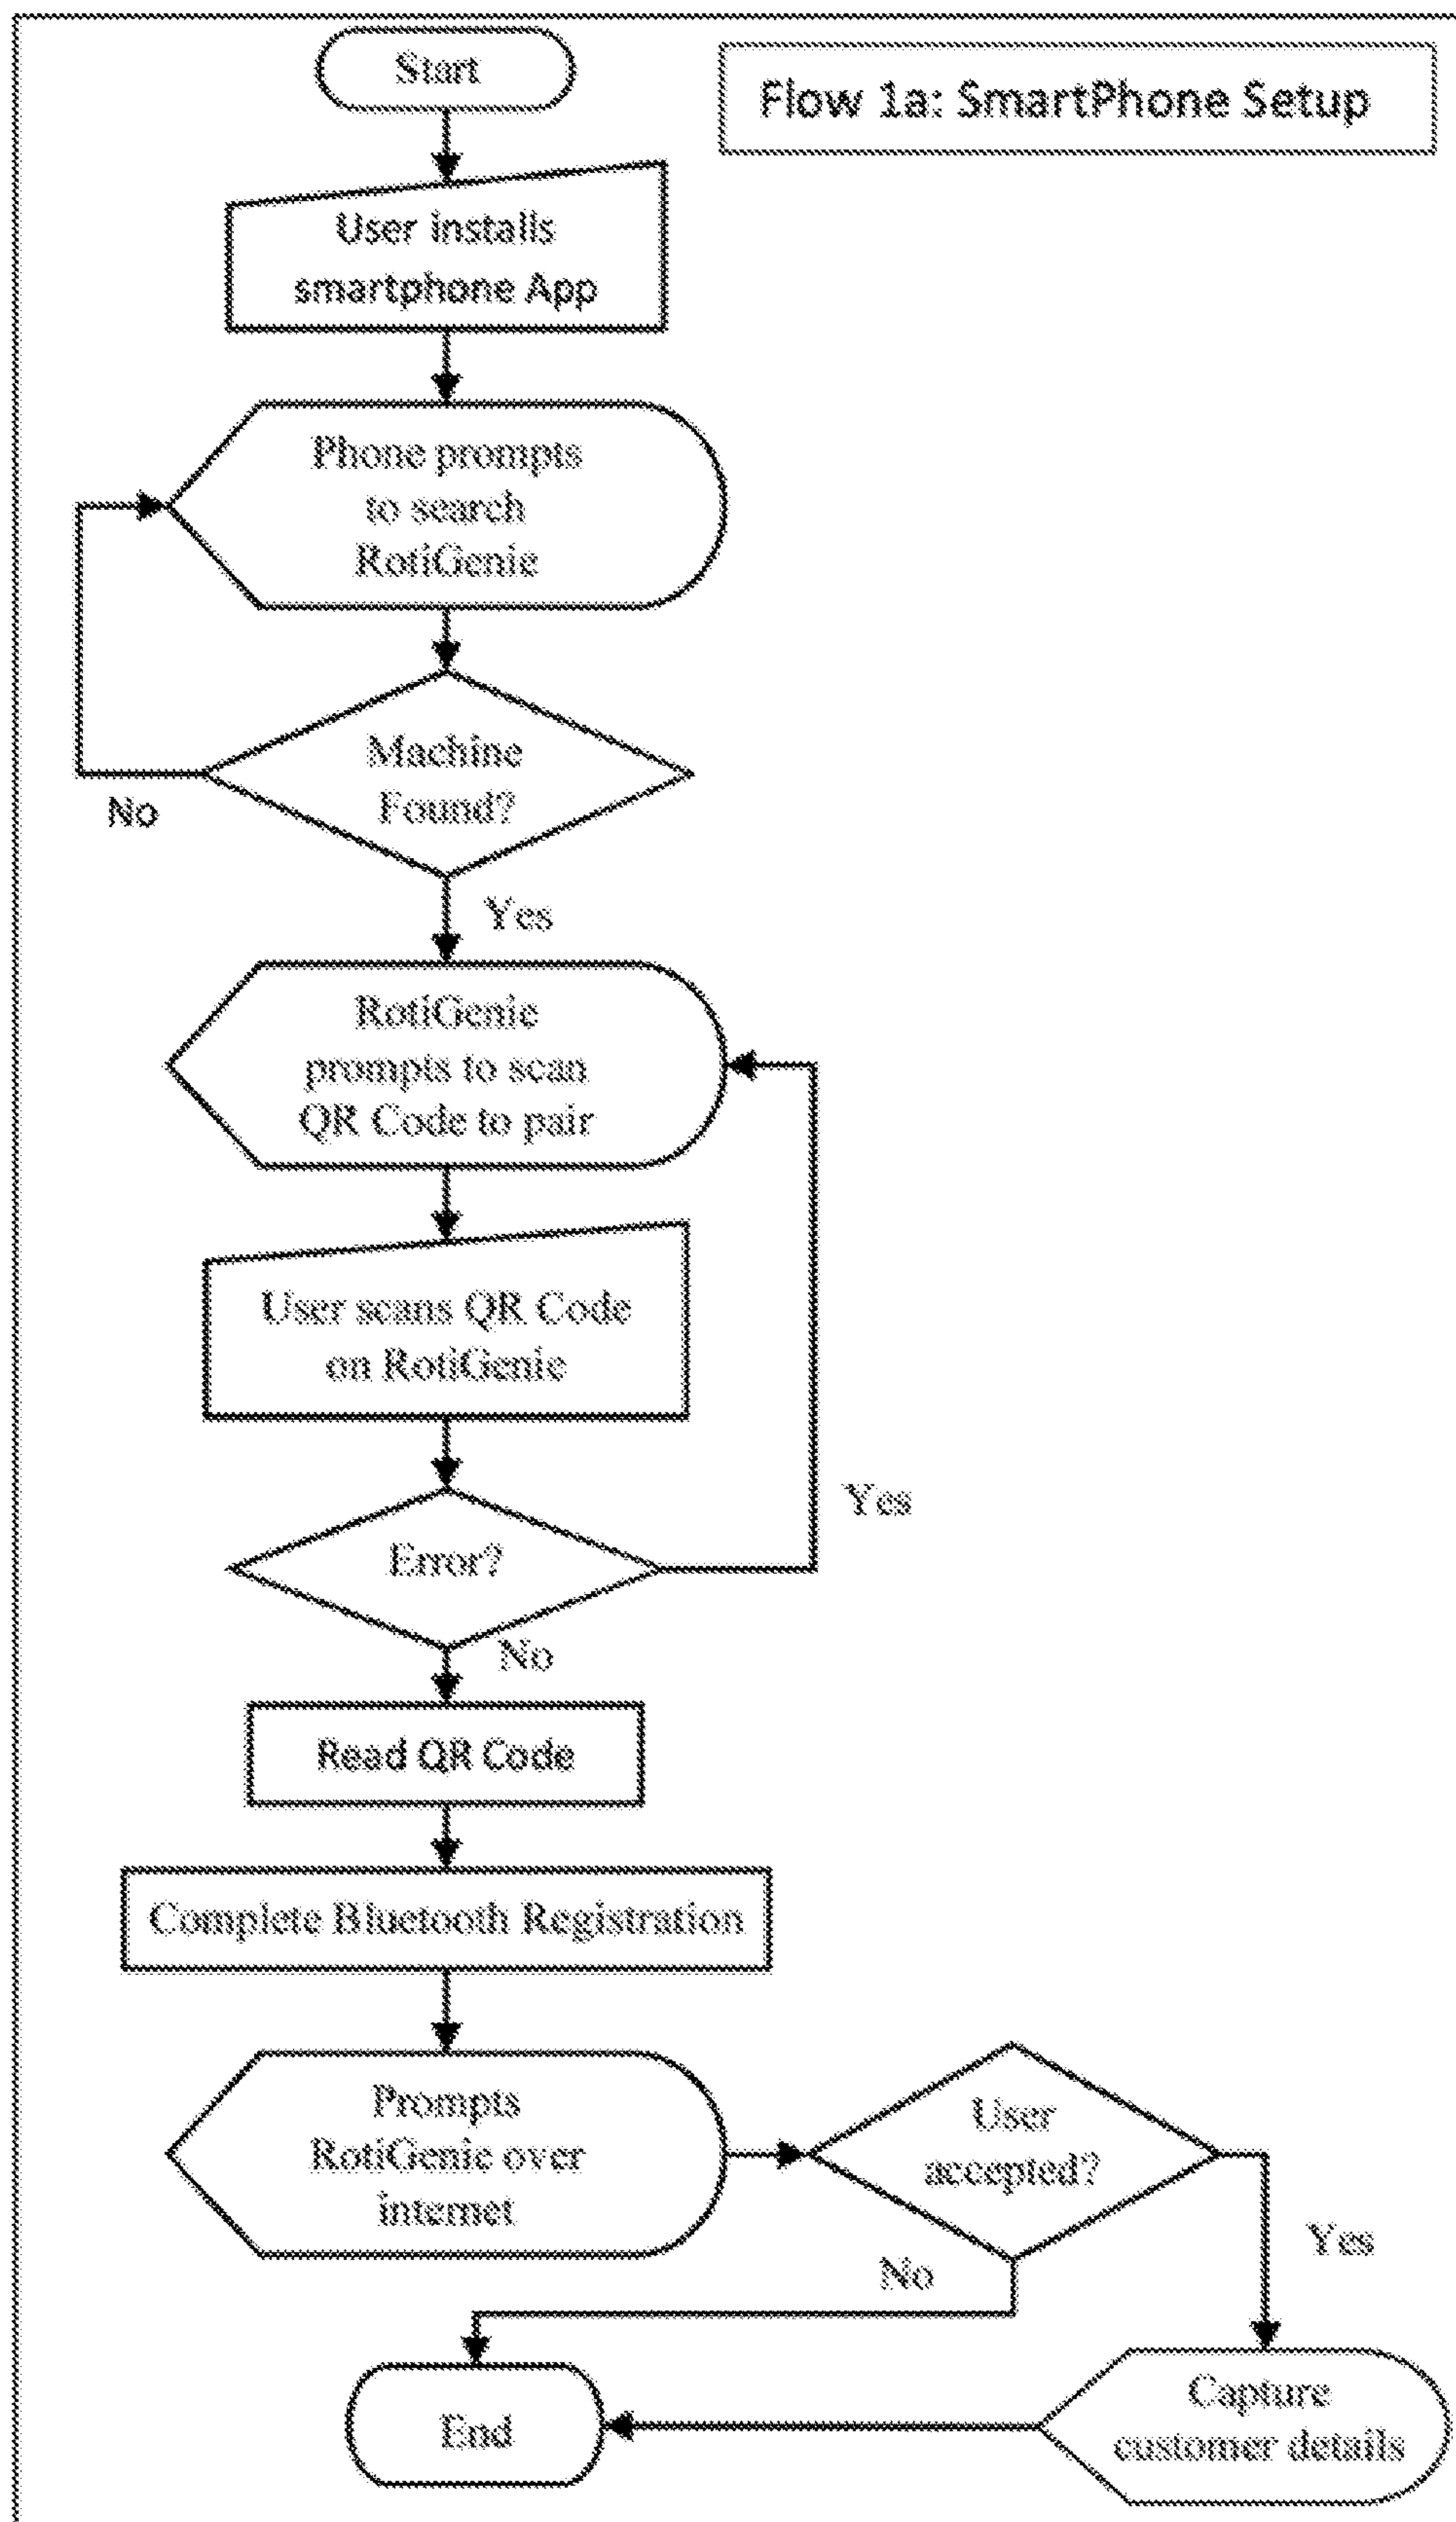 Start
Flow 1a: SmartPhone Setup
User installs
smartphone App
Phone prompts
to search
RotiGenie
Machine
Found?
No
Yes
RotiGenie
prompts to scan
QR Code to pair
User scans QR Code
on RotiGenie
Yes
Error?
No
Read QR Code
Complete Bluetooth Registration
Prompts
RotiGenie over
internet
User
accepted?
Yes
No
Capture
customer details
End